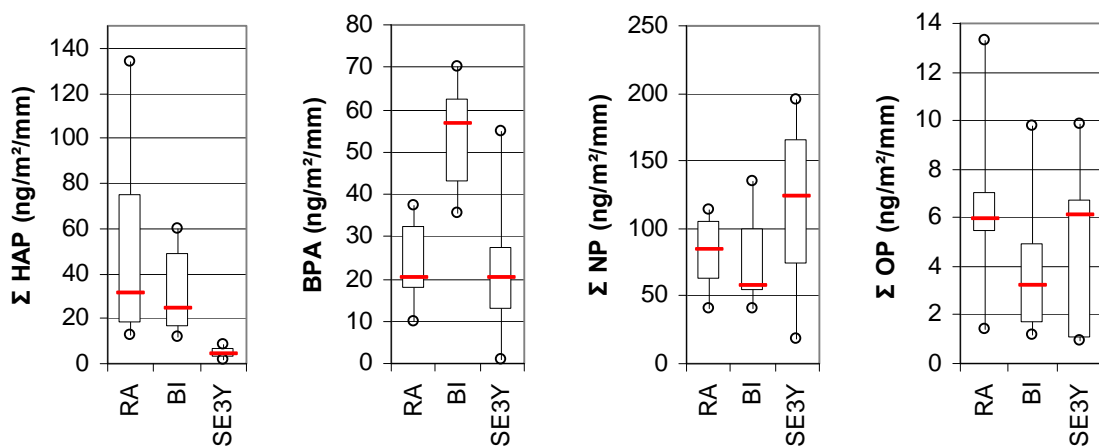 Σ HAP (ng/m²/mm)
140
120
100
80
60
40
20
0
RA
BI
SE3Y
BPA (ng/m²/mm)
80
70
60
50
40
30
20
10
0
RA
BI
SE3Y
Σ NP (ng/m²/mm)
250
200
150
100
50
0
RA
BI
SE3Y
Σ OP (ng/m²/mm)
14
12
10
8
6
4
2
0
RA
BI
SE3Y